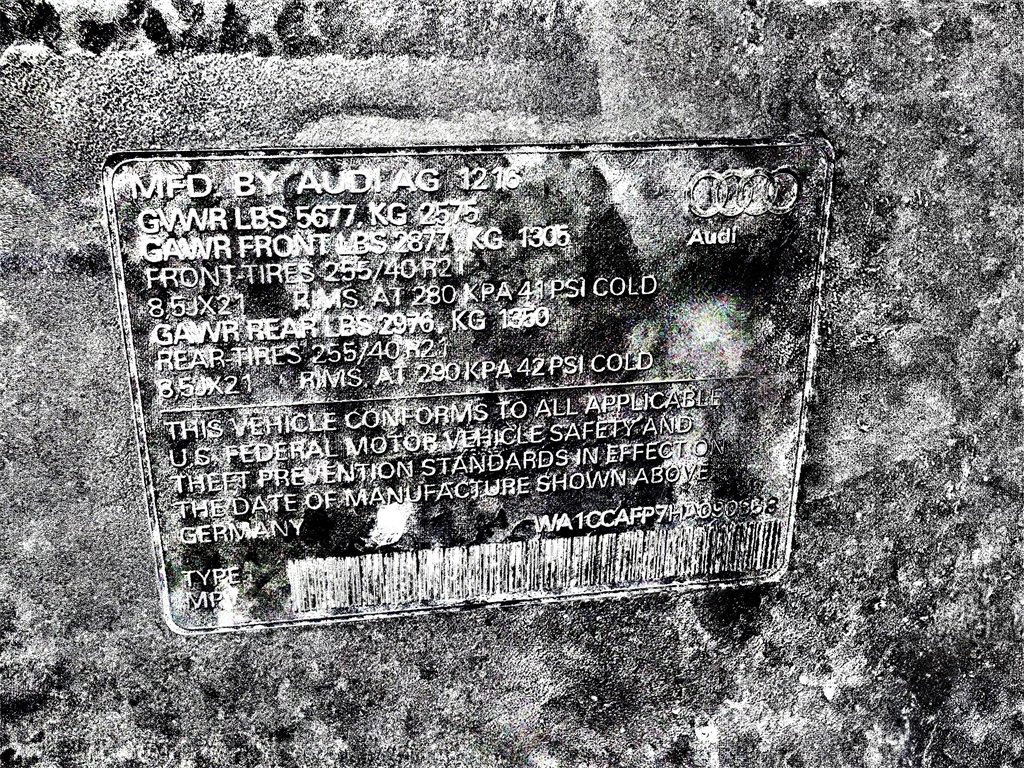 MFD. BY AUDI AG 1216
Audi
GVWR LBS 5677, KG 2575
GAWR FRONT LBS 2877, KG 1305
FRONT-TIRES 255/40 R21
8,5JX21 RIMS, AT 280 KPA 41 PSI COLD
GAWR REAR LBS 2976, KG 1350
REAR-TIRES 255/40 R21
8,5JX21 RIMS, AT 290 KPA 42 PSI COLD
THIS VEHICLE CONFORMS TO ALL APPLICABLE
U.S. FEDERAL MOTOR VEHICLE SAFETY AND
THEFT PREVENTION STANDARDS IN EFFECT ON
THE DATE OF MANUFACTURE SHOWN ABOVE
GERMANY
TYPE: